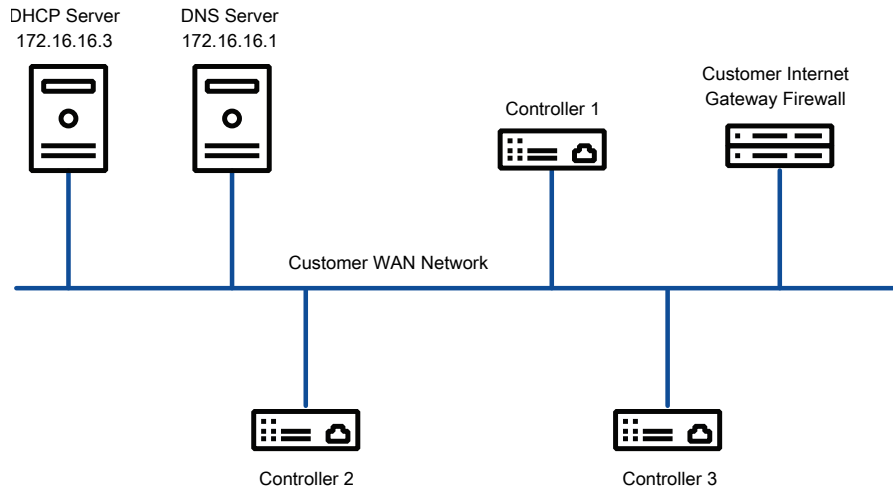 DHCP Server
172.16.16.3
DNS Server
172.16.16.1
Controller 1
Customer Internet
Gateway Firewall
Customer WAN Network
Controller 2
Controller 3